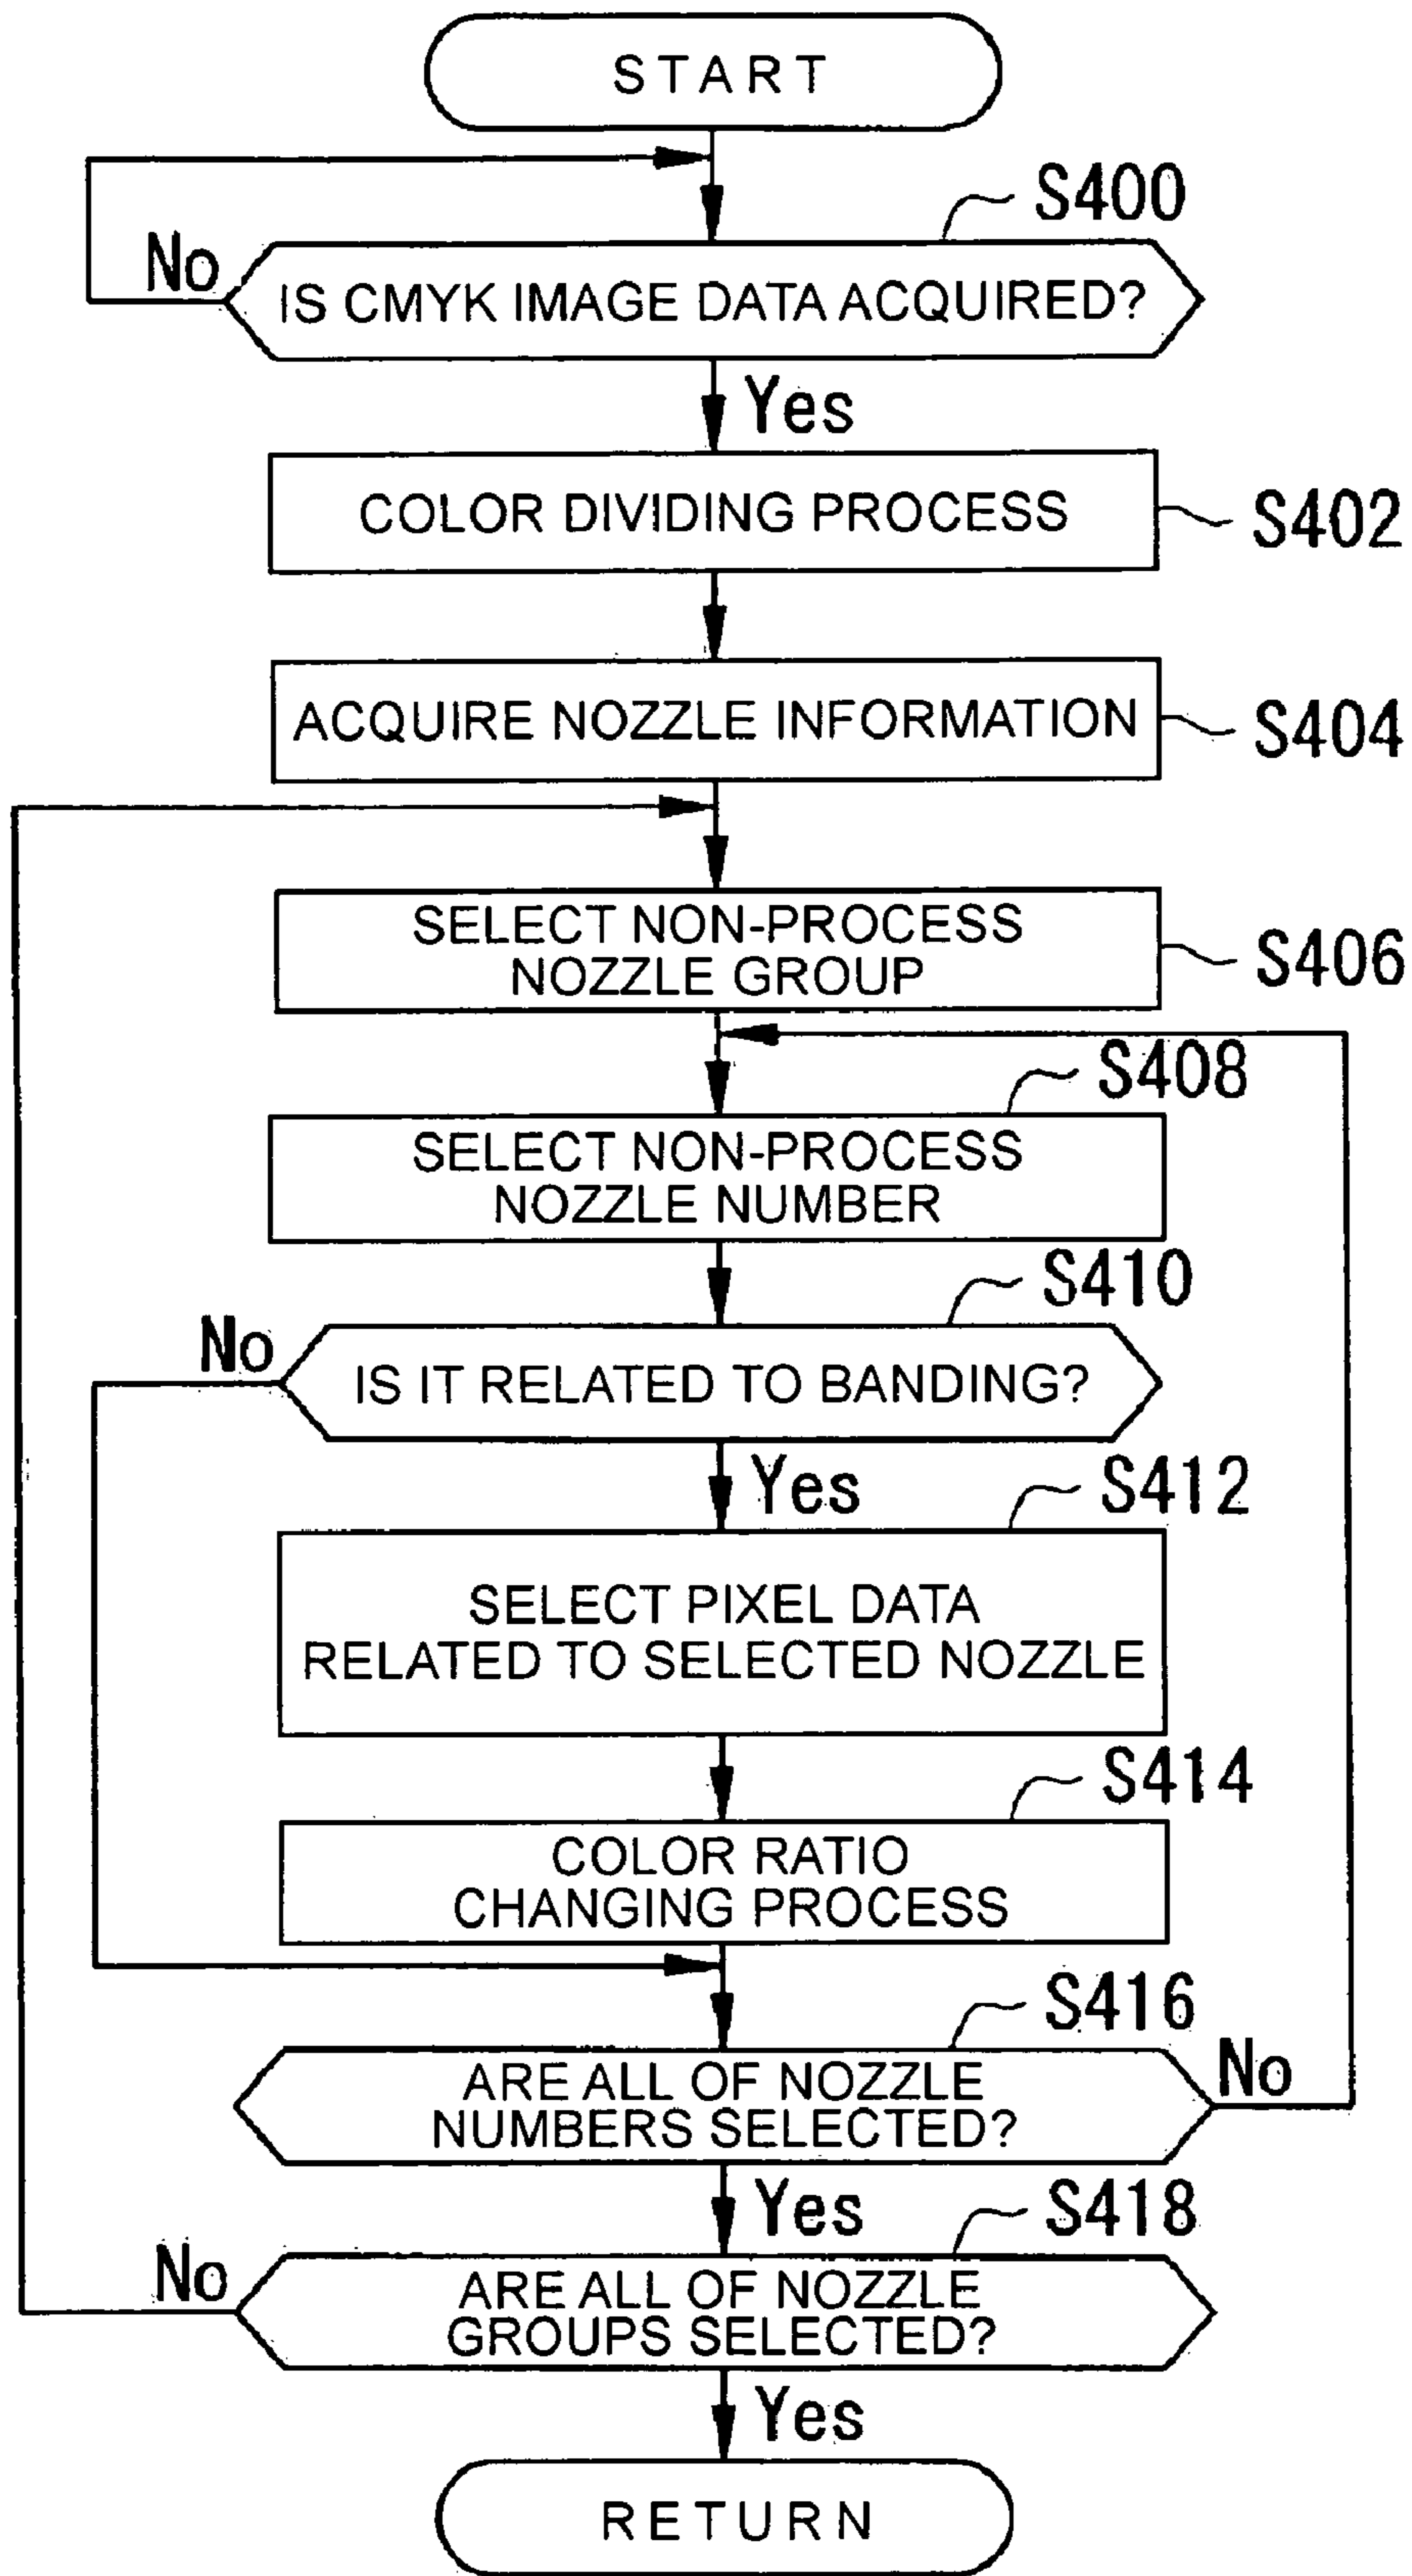 START
S400
No
IS CMYK IMAGE DATA ACQUIRED?
Yes
COLOR DIVIDING PROCESS
S402
ACQUIRE NOZZLE INFORMATION
S404
SELECT NON-PROCESS
NOZZLE GROUP
S406
S408
SELECT NON-PROCESS
NOZZLE NUMBER
S410
No
IS IT RELATED TO BANDING?
Yes
S412
SELECT PIXEL DATA
RELATED TO SELECTED NOZZLE
S414
COLOR RATIO
CHANGING PROCESS
S416
ARE ALL OF NOZZLE
NUMBERS SELECTED?
No
Yes
S418
No
ARE ALL OF NOZZLE
GROUPS SELECTED?
Yes
RETURN